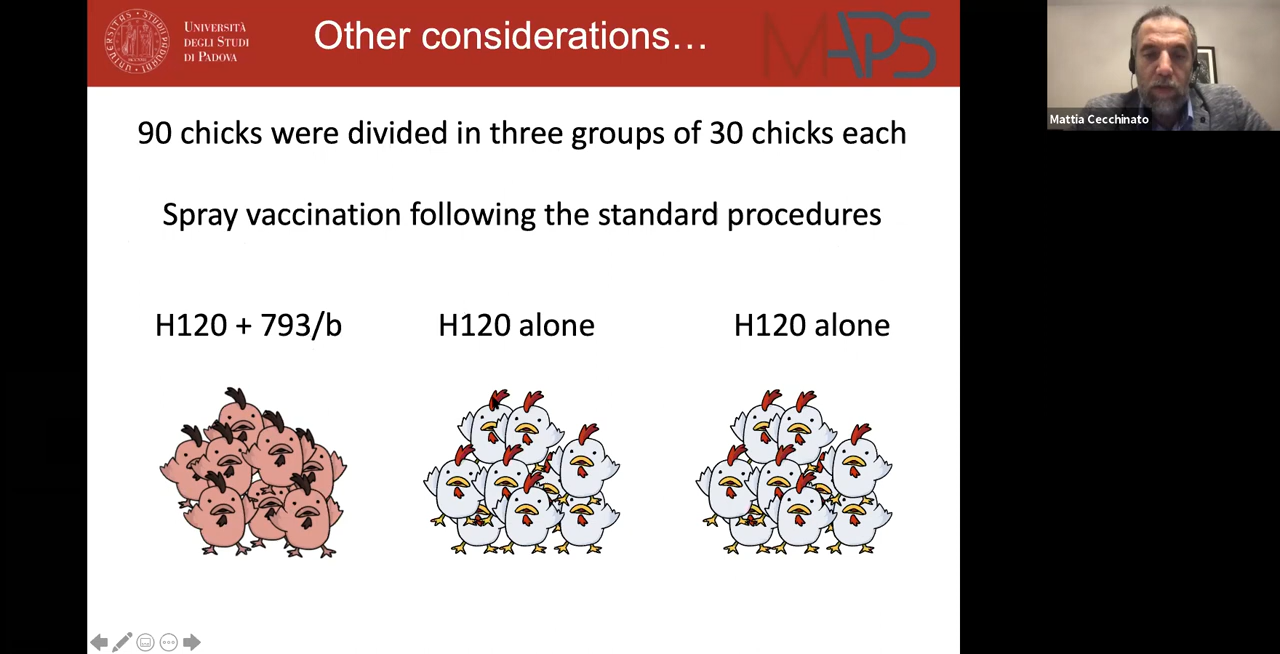 UNIVERSITÀ
DEGLI STUDI
DI PADOVA
Other considerations…
MAPS
Mattia Cecchinato
90 chicks were divided in three groups of 30 chicks each
Spray vaccination following the standard procedures
H120 + 793/b
H120 alone
H120 alone